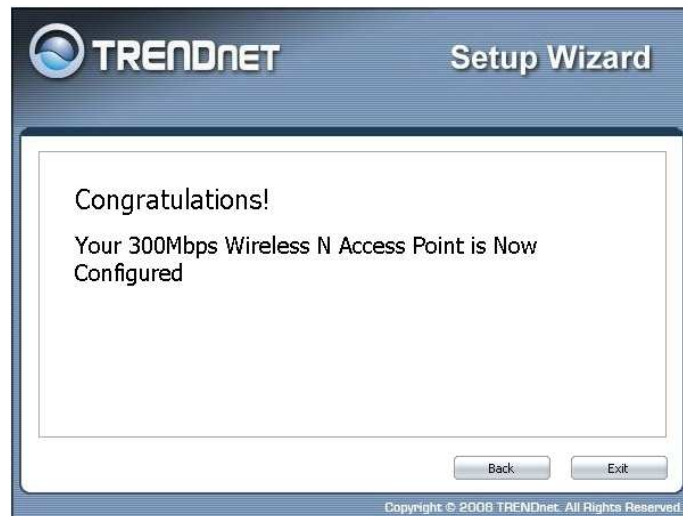 TRENDNET
Setup Wizard
Congratulations!
Your 300Mbps Wireless N Access Point is Now
Configured
Back
Exit
Copyright © 2008 TRENDnet. All Rights Reserved.